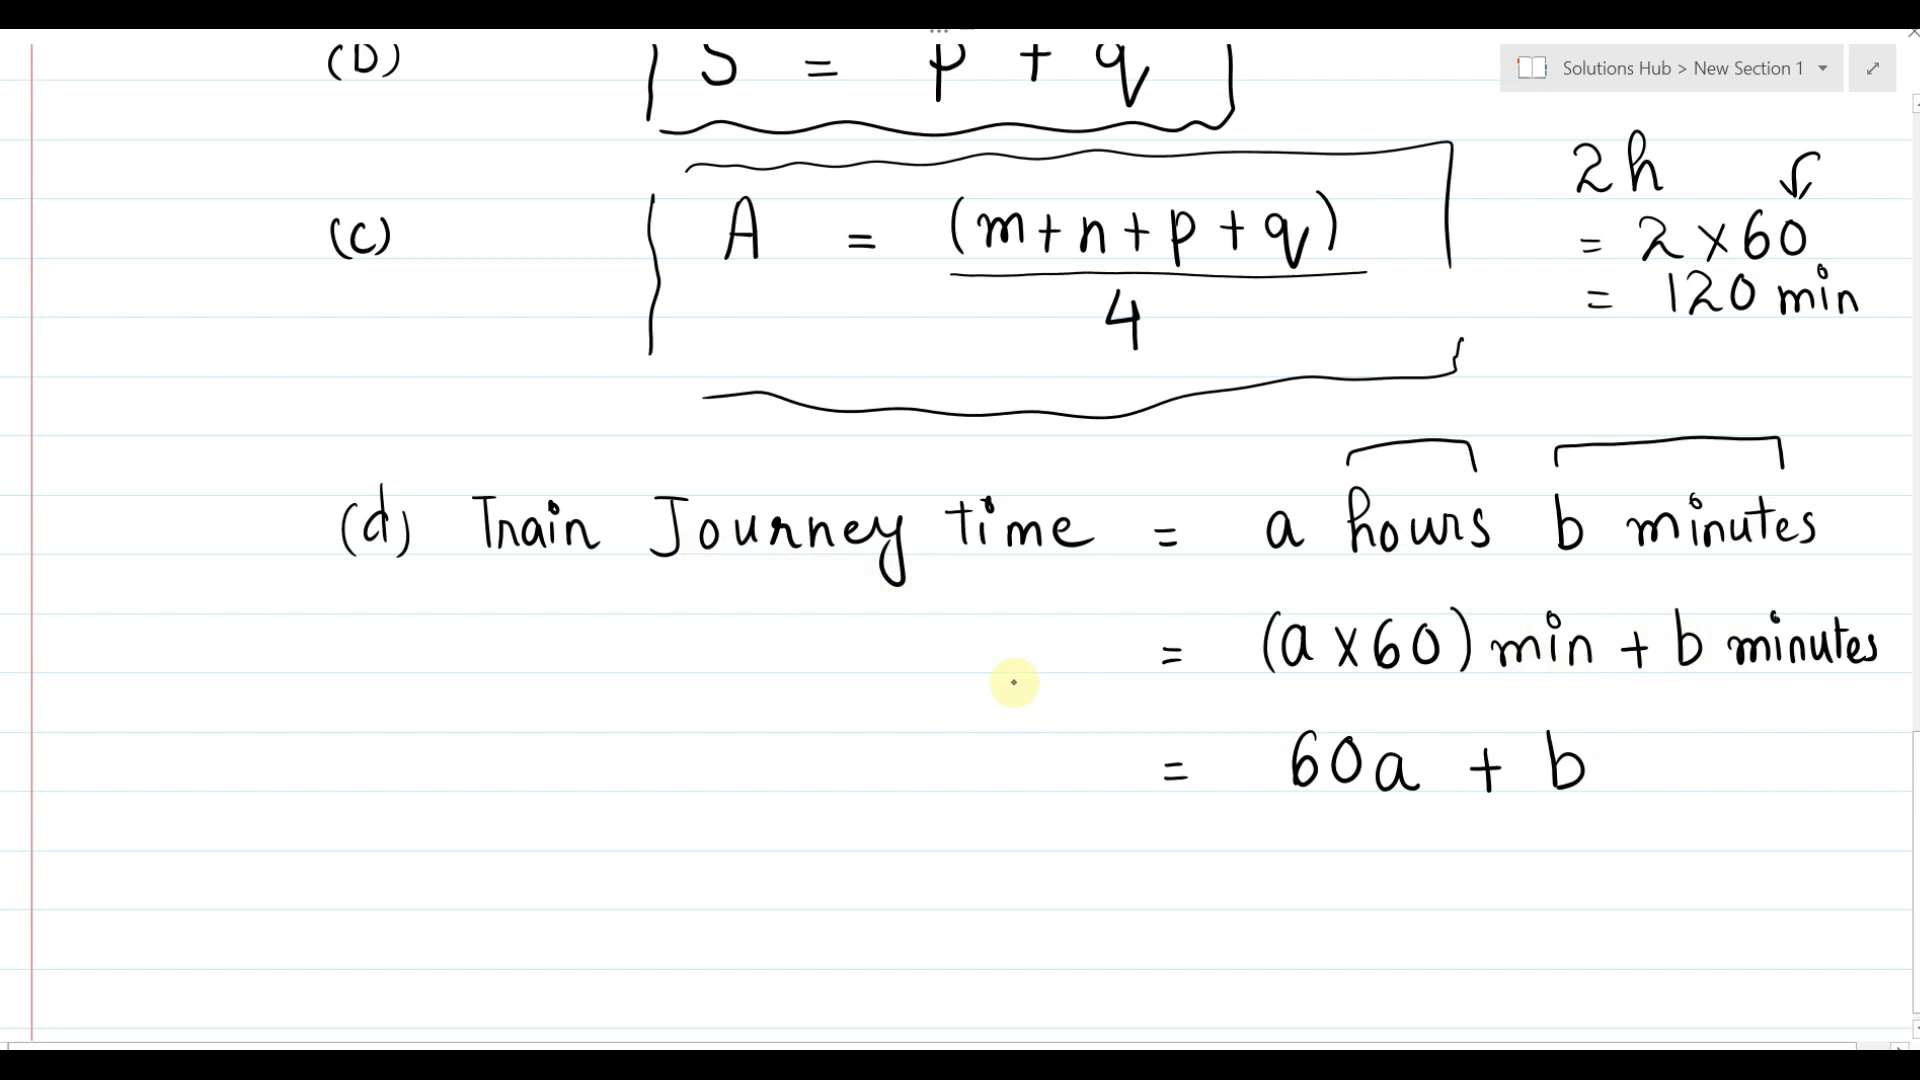 (b) S = p + q
Solutions Hub > New Section 1
(c) A = (m+n+p+q)
4
2h
= 2 x 60
= 120 min
(d) Train Journey time = a hours b minutes
= (a x 60) min + b minutes
= 60a + b